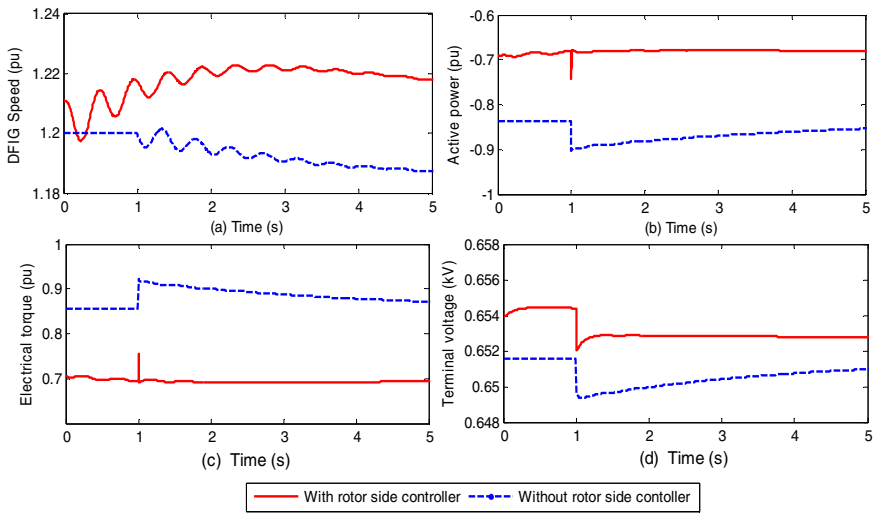 1.24
1.22
1.20
1.18
DFIG Speed (pu)
0 1 2 3 4 5
(a) Time (s)
-0.6
-0.7
-0.8
-0.9
-1
Active power (pu)
0 1 2 3 4 5
(b) Time (s)
1
0.9
0.8
0.7
Electrical torque (pu)
0 1 2 3 4 5
(c) Time (s)
0.658
0.656
0.654
0.652
0.65
0.648
Terminal voltage (kV)
0 1 2 3 4 5
(d) Time (s)
With rotor side controller
Without rotor side contoller